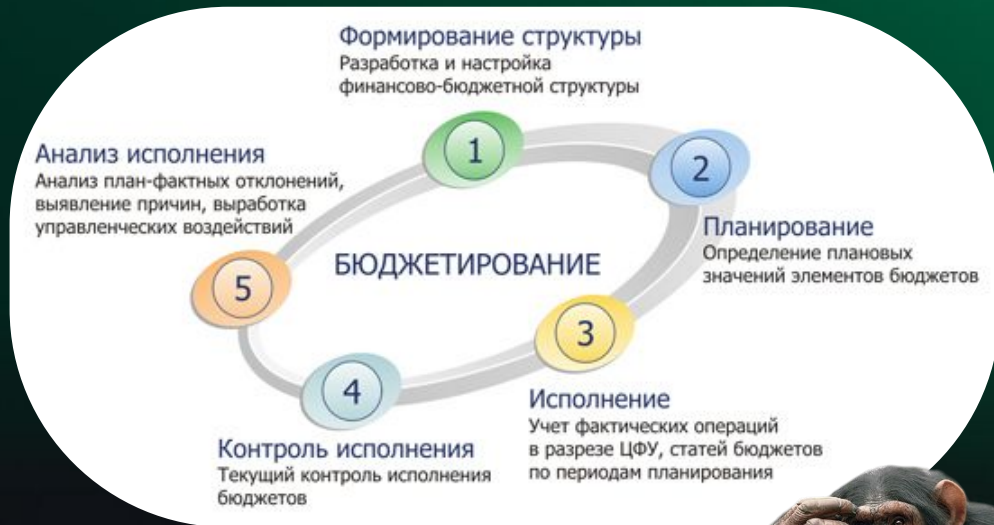 Формирование структуры
Разработка и настройка
финансово-бюджетной структуры
1
2
Планирование
Определение плановых
значений элементов бюджетов
3
Исполнение
Учет фактических операций
в разрезе ЦФУ, статей бюджетов
по периодам планирования
4
Контроль исполнения
Текущий контроль исполнения
бюджетов
5
Анализ исполнения
Анализ план-фактных отклонений,
выявление причин, выработка
управленческих воздействий
БЮДЖЕТИРОВАНИЕ